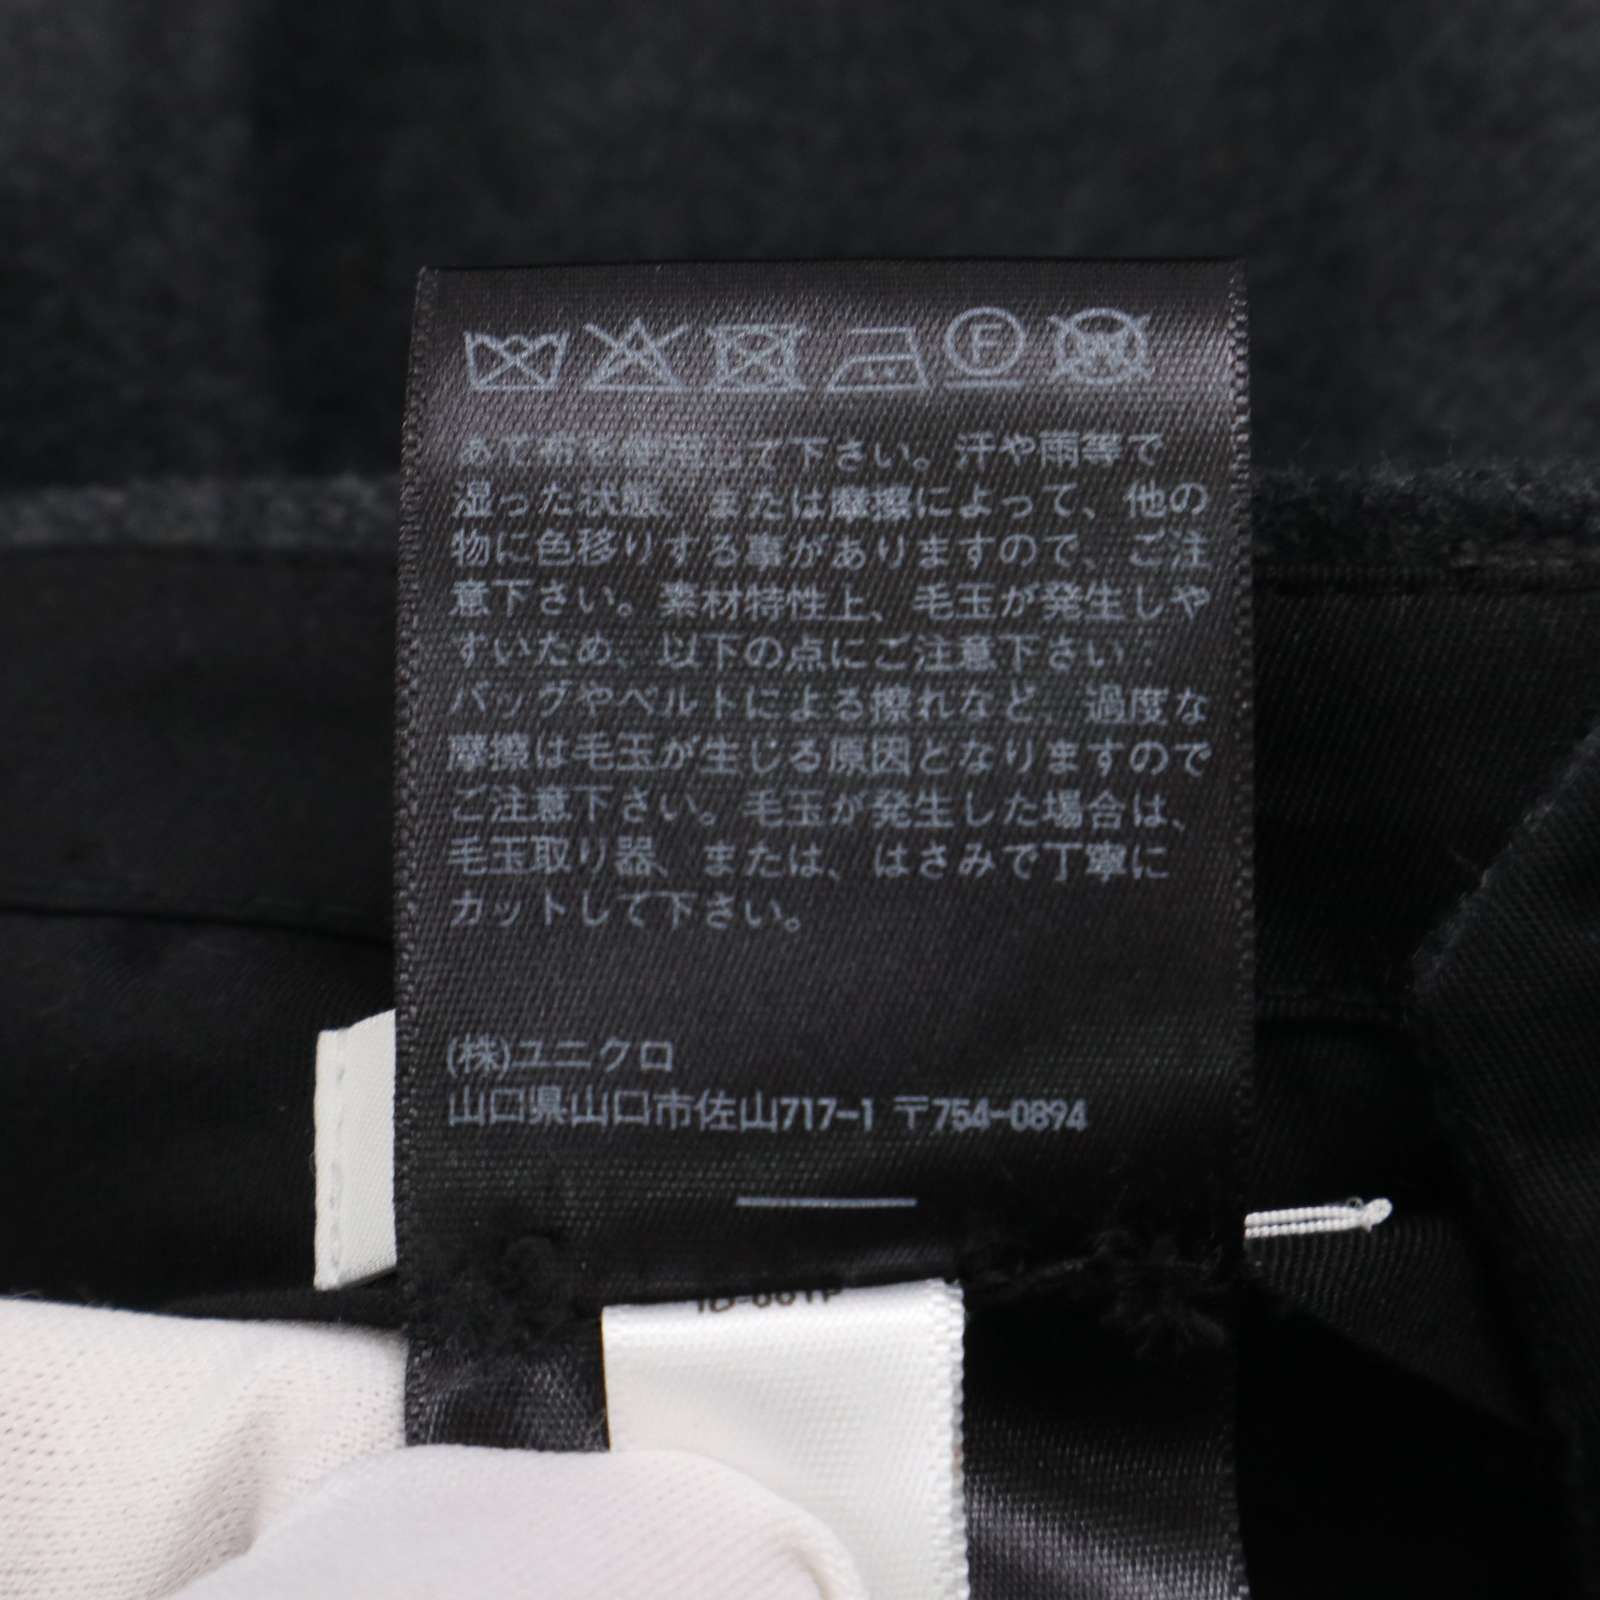 F
W
あて布を使用して下さい。汗や雨等で
湿った状態、または摩擦によって、他の
物に色移りする事がありますので、ご注
意下さい。素材特性上、毛玉が発生しや
すいため、以下の点にご注意下さい:
バッグやベルトによる擦れなど、過度な
摩擦は毛玉が生じる原因となりますので
ご注意下さい。毛玉が発生した場合は、
毛玉取り器、または、はさみで丁寧に
カットして下さい。
(株)ユニクロ
山口県山口市佐山717-1 〒754-0894